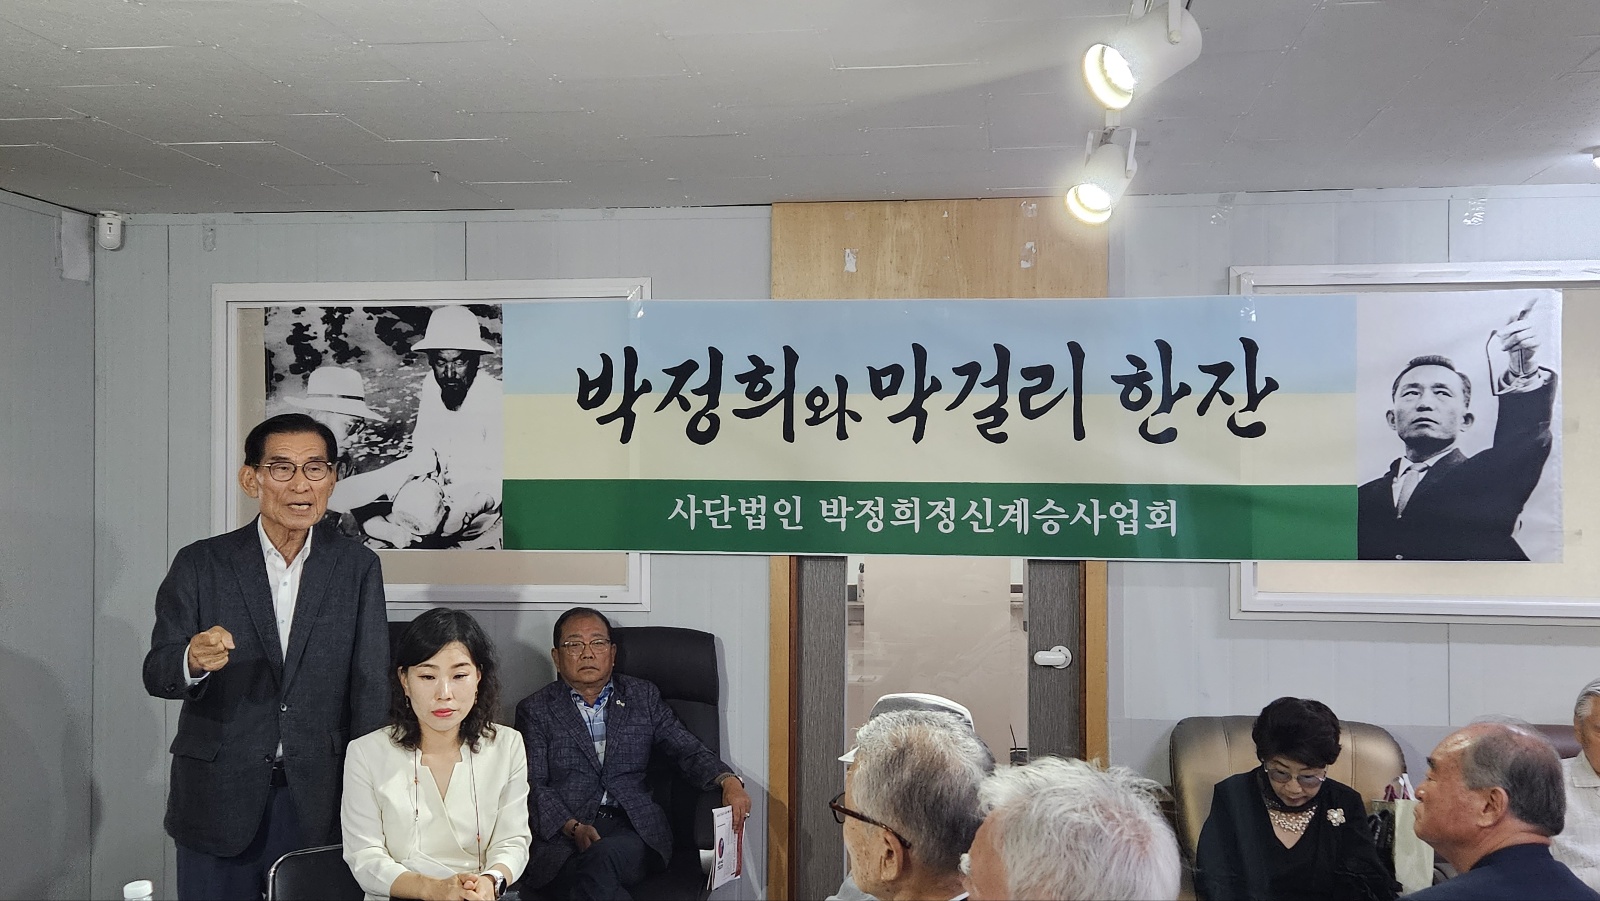 박정희와 막걸리 한잔
사단법인 박정희정신계승사업회